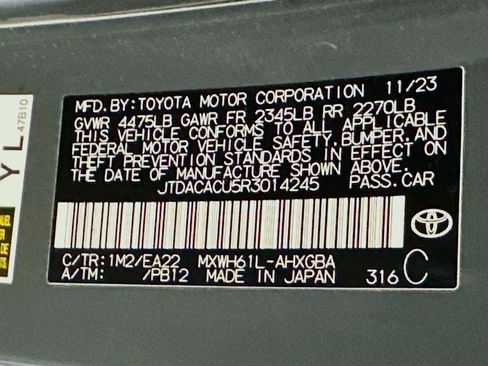 MFD. BY: TOYOTA MOTOR CORPORATION 11/23
GVWR 4475LB GAWR FR 2345LB RR 2270LB
THIS VEHICLE CONFORMS TO ALL APPLICABLE
FEDERAL MOTOR VEHICLE SAFETY, BUMPER, AND
THEFT PREVENTION STANDARDS IN EFFECT ON
THE DATE OF MANUFACTURE SHOWN ABOVE.
JTDACACU5R3014245 PASS.CAR
C/TR: 1M2/EA22 MXWH61L-AHXGBA
A/TM: /PB12 MADE IN JAPAN 316 C
47B10
Y L